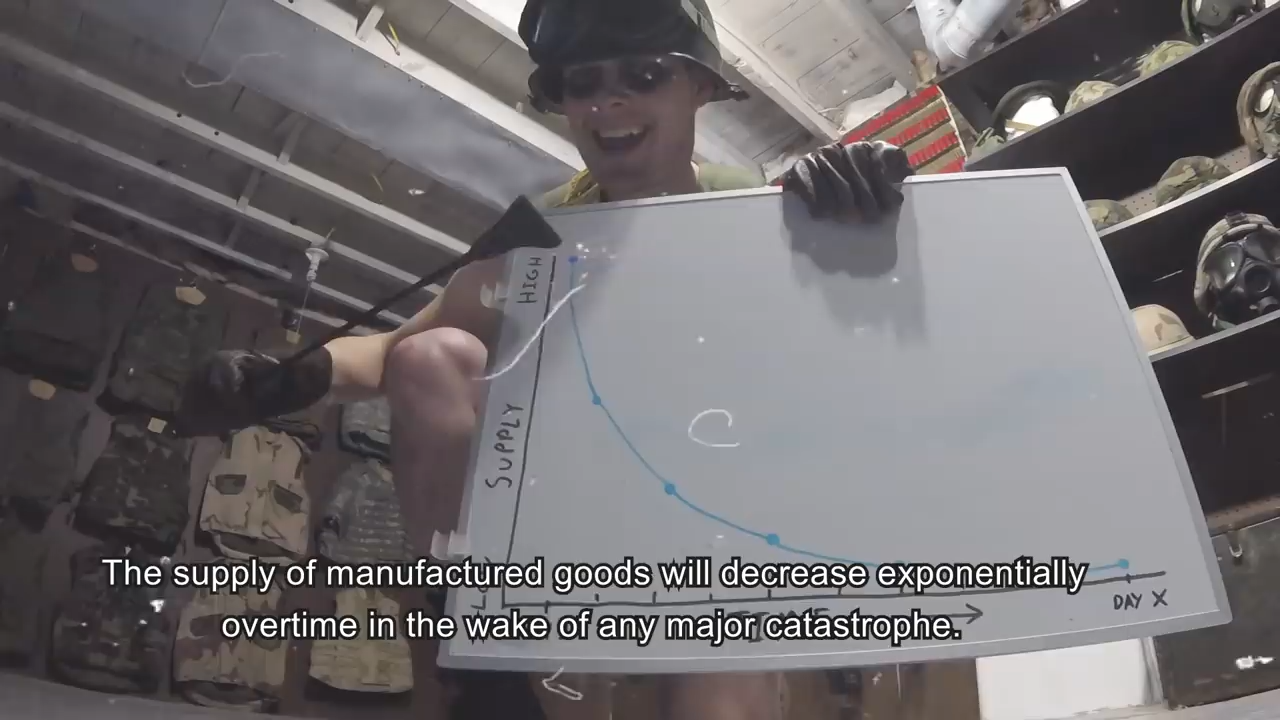 HIGH
SUPPLY
DAY X
The supply of manufactured goods will decrease exponentially
overtime in the wake of any major catastrophe.